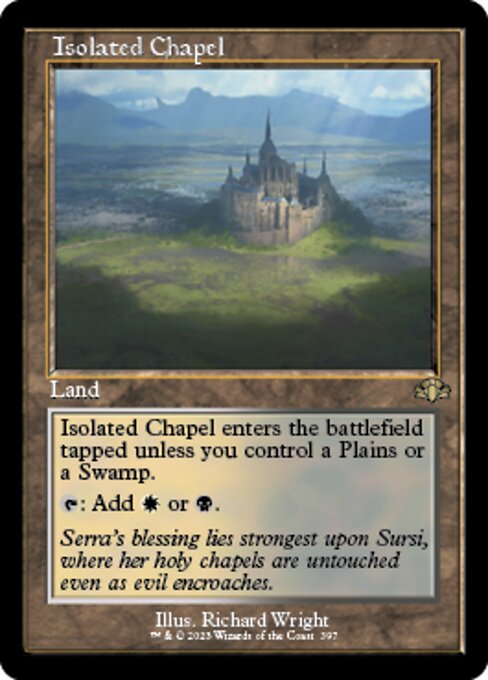 Isolated Chapel
Land
Isolated Chapel enters the battlefield
tapped unless you control a Plains or
a Swamp.
: Add or .
Serra's blessing lies strongest upon Sursi,
where her holy chapels are untouched
even as evil encroaches.
Illus. Richard Wright
™ & © 2023 Wizards of the Coast 397